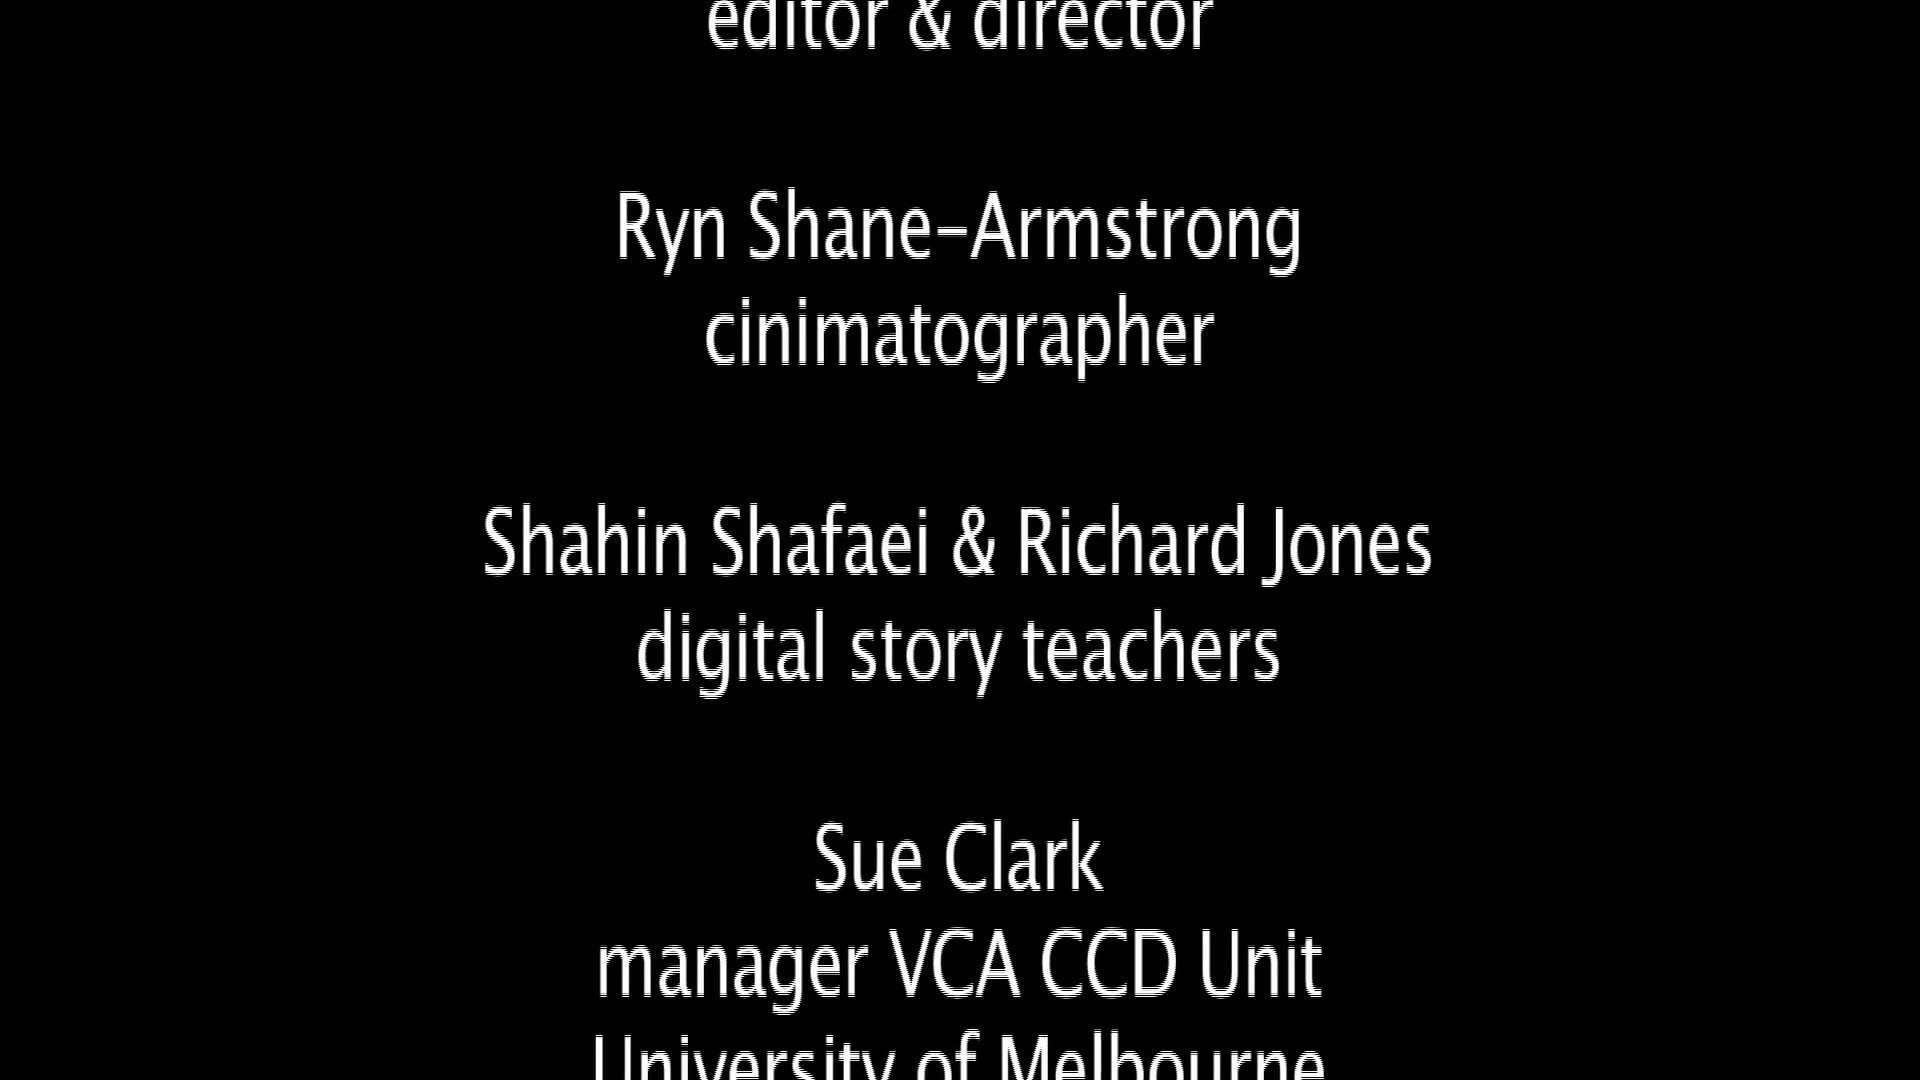 editor & director
Ryn Shane-Armstrong
cinimatographer
Shahin Shafaei & Richard Jones
digital story teachers
Sue Clark
manager VCA CCD Unit
University of Melbourne